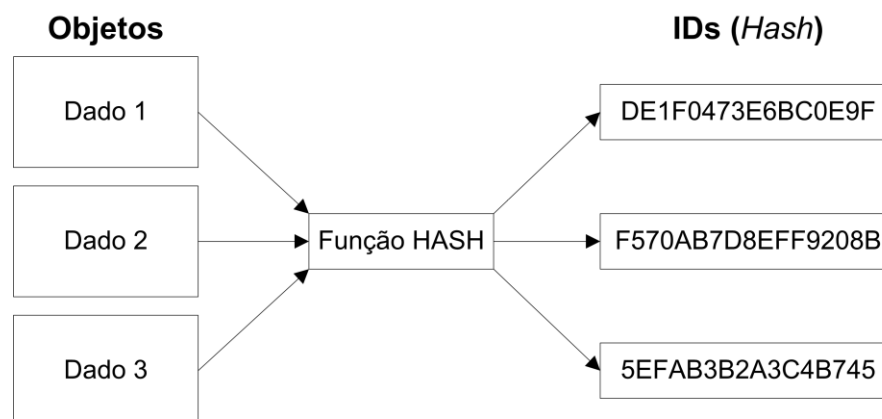 Objetos
IDs (Hash)
Dado 1
DE1F0473E6BC0E9F
Dado 2
Função HASH
F570AB7D8EFF9208B
Dado 3
5EFAB3B2A3C4B745